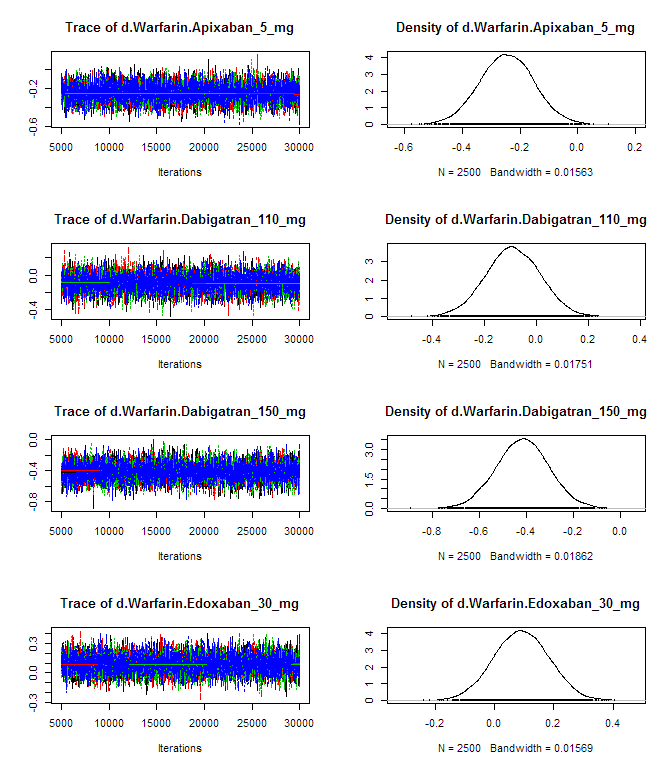 Trace of d.Warfarin.Apixaban_5_mg
-0.6 -0.2
5000 10000 15000 20000 25000 30000
Iterations
Density of d.Warfarin.Apixaban_5_mg
0 1 2 3 4
-0.6 -0.4 -0.2 0.0 0.2
N = 2500 Bandwidth = 0.01563
Trace of d.Warfarin.Dabigatran_110_mg
-0.4 0.0
5000 10000 15000 20000 25000 30000
Iterations
Density of d.Warfarin.Dabigatran_110_mg
0 1 2 3
-0.4 -0.2 0.0 0.2 0.4
N = 2500 Bandwidth = 0.01751
Trace of d.Warfarin.Dabigatran_150_mg
-0.8 -0.4 0.0
5000 10000 15000 20000 25000 30000
Iterations
Density of d.Warfarin.Dabigatran_150_mg
0.0 1.5 3.0
-0.8 -0.6 -0.4 -0.2 0.0
N = 2500 Bandwidth = 0.01862
Trace of d.Warfarin.Edoxaban_30_mg
-0.3 0.0 0.3
5000 10000 15000 20000 25000 30000
Iterations
Density of d.Warfarin.Edoxaban_30_mg
0 1 2 3 4
-0.2 0.0 0.2 0.4
N = 2500 Bandwidth = 0.01569